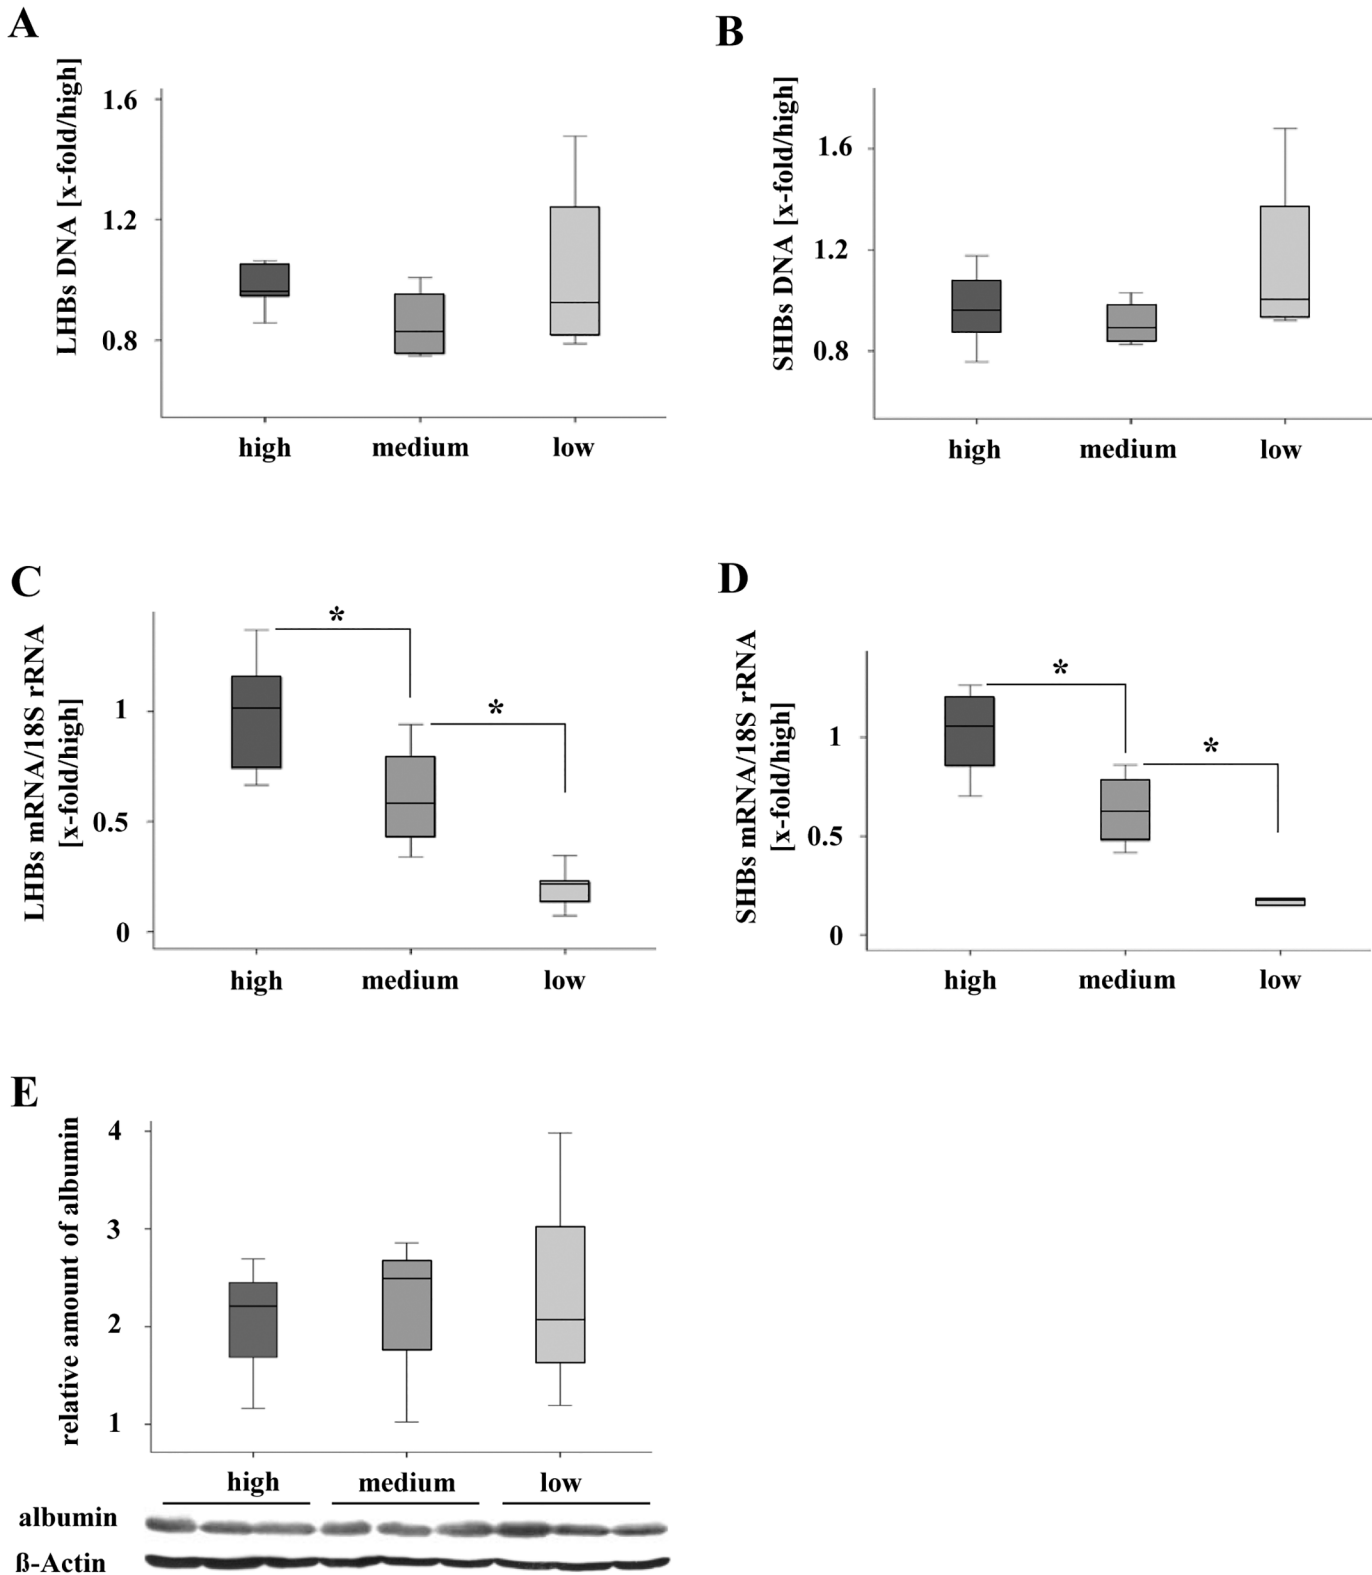 A
LHBs DNA [x-fold/high]
1.6
1.2
0.8
high medium low
B
SHBs DNA [x-fold/high]
1.6
1.2
0.8
high medium low
C
LHBs mRNA/18S rRNA
[x-fold/high]
1
0.5
0
*
*
high medium low
D
SHBs mRNA/18S rRNA
[x-fold/high]
1
0.5
0
*
*
high medium low
E
relative amount of albumin
4
3
2
1
high medium low
albumin
ß-Actin